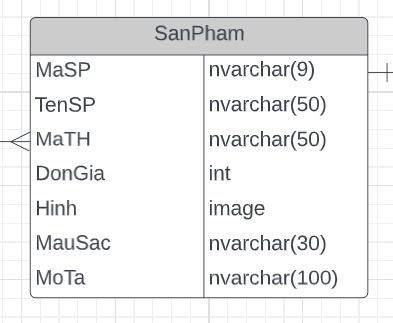 SanPham
MaSP nvarchar(9)
TenSP nvarchar(50)
MaTH nvarchar(50)
DonGia int
Hinh image
MauSac nvarchar(30)
MoTa nvarchar(100)